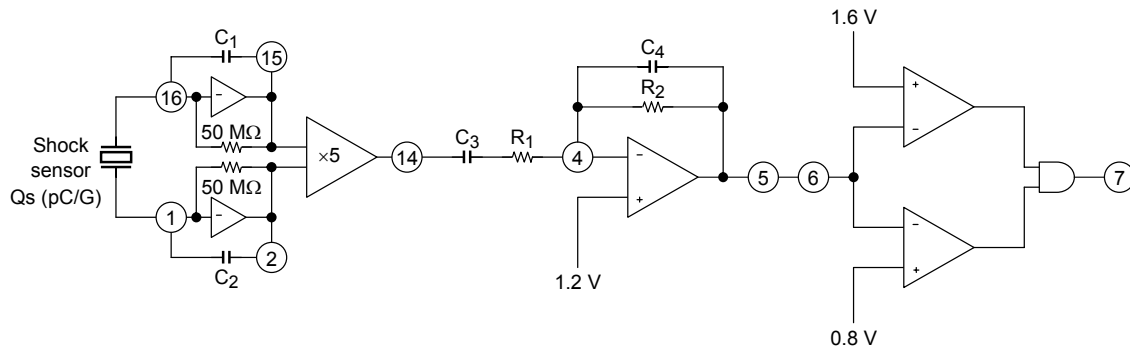 1.6 V
C1
15
C4
16
R2
50 MΩ
+
−
−
Shock
sensor
Qs (pC/G)
×5
14
C3
R1
4
−
+
5
6
7
50 MΩ
1
−
C2
2
1.2 V
−
+
0.8 V